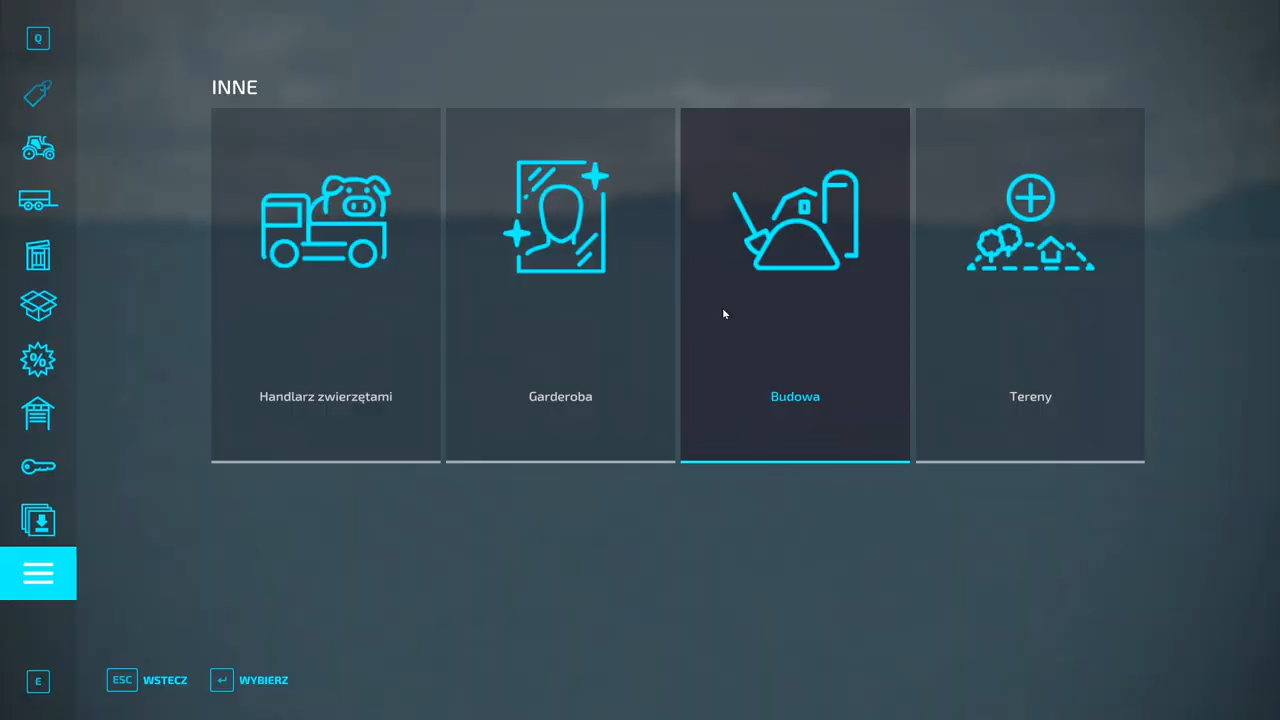 Q
INNE
%
Handlarz zwierzętami
Garderoba
Budowa
Tereny
E
ESC WSTECZ ↵ WYBIERZ